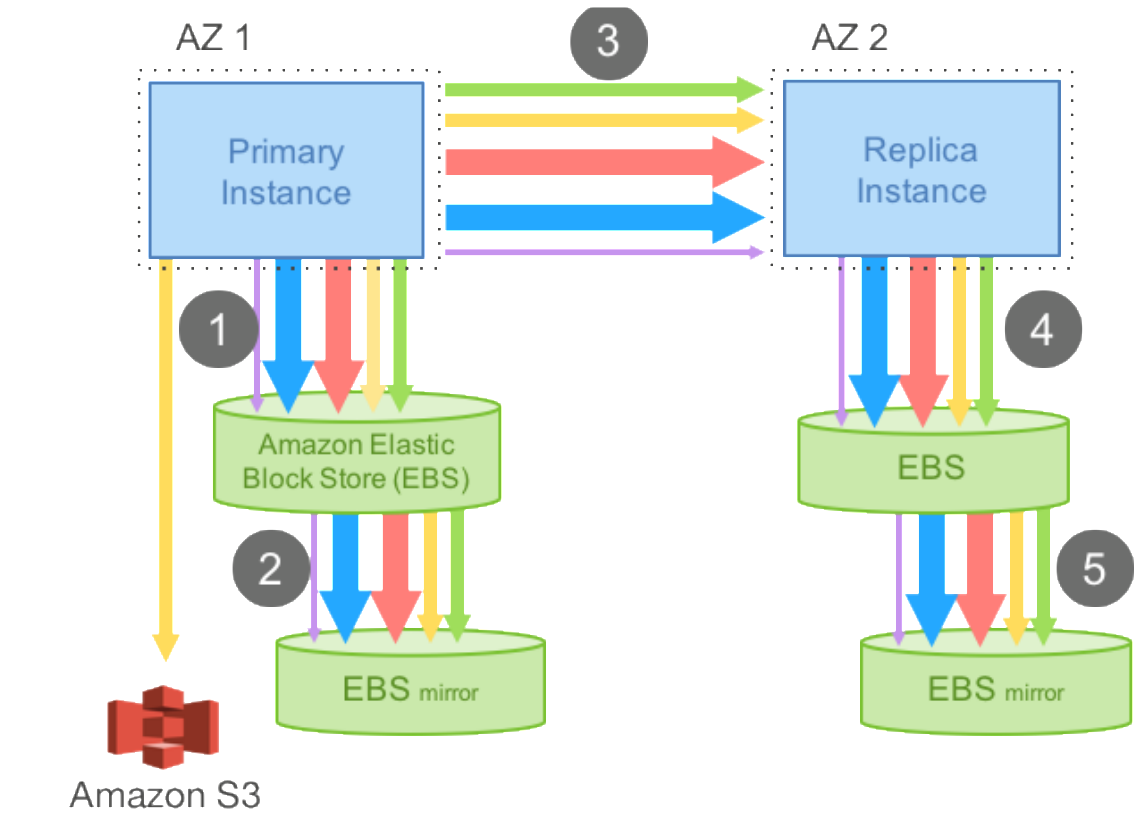 AZ 1
3
AZ 2
Primary
Instance
Replica
Instance
1
4
Amazon Elastic
Block Store (EBS)
EBS
2
5
EBS mirror
EBS mirror
Amazon S3